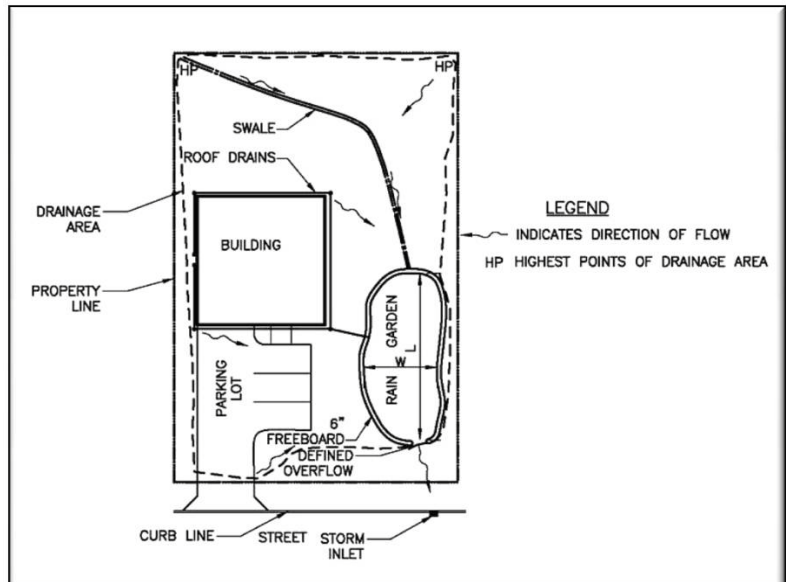 HP
HP
SWALE
ROOF DRAINS
DRAINAGE
AREA
LEGEND
INDICATES DIRECTION OF FLOW
HP HIGHEST POINTS OF DRAINAGE AREA
BUILDING
PROPERTY
LINE
RAIN GARDEN
L
W
PARKING
LOT
6"
FREEBOARD
DEFINED
OVERFLOW
CURB LINE
STREET
STORM
INLET